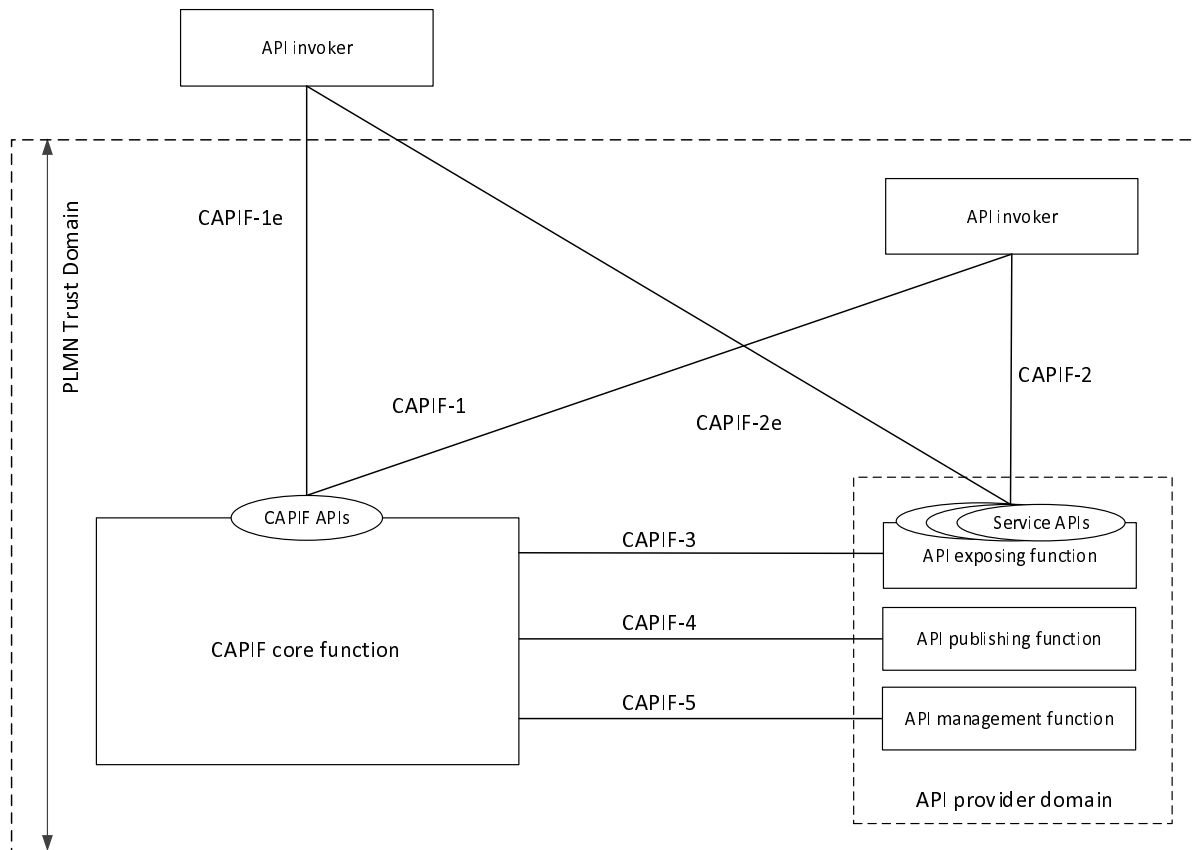 API invoker
CAPIF-1e
API invoker
PLMN Trust Domain
CAPIF-2
CAPIF-1
CAPIF-2e
CAPIF APIs
Service APIs
CAPIF-3
API exposing function
CAPIF-4
API publishing function
CAPIF core function
CAPIF-5
API management function
API provider domain